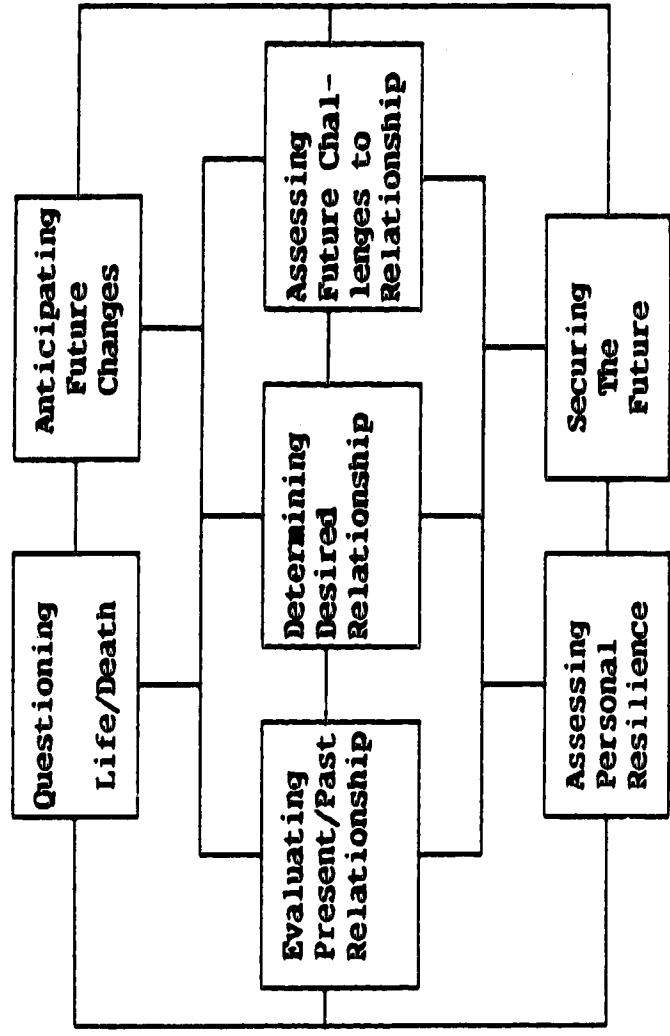 Questioning
Life/Death
Anticipating
Future
Changes
Evaluating
Present/Past
Relationship
Determining
Desired
Relationship
Assessing
Future Chal-
lenges to
Relationship
Assessing
Personal
Resilience
Securing
The
Future